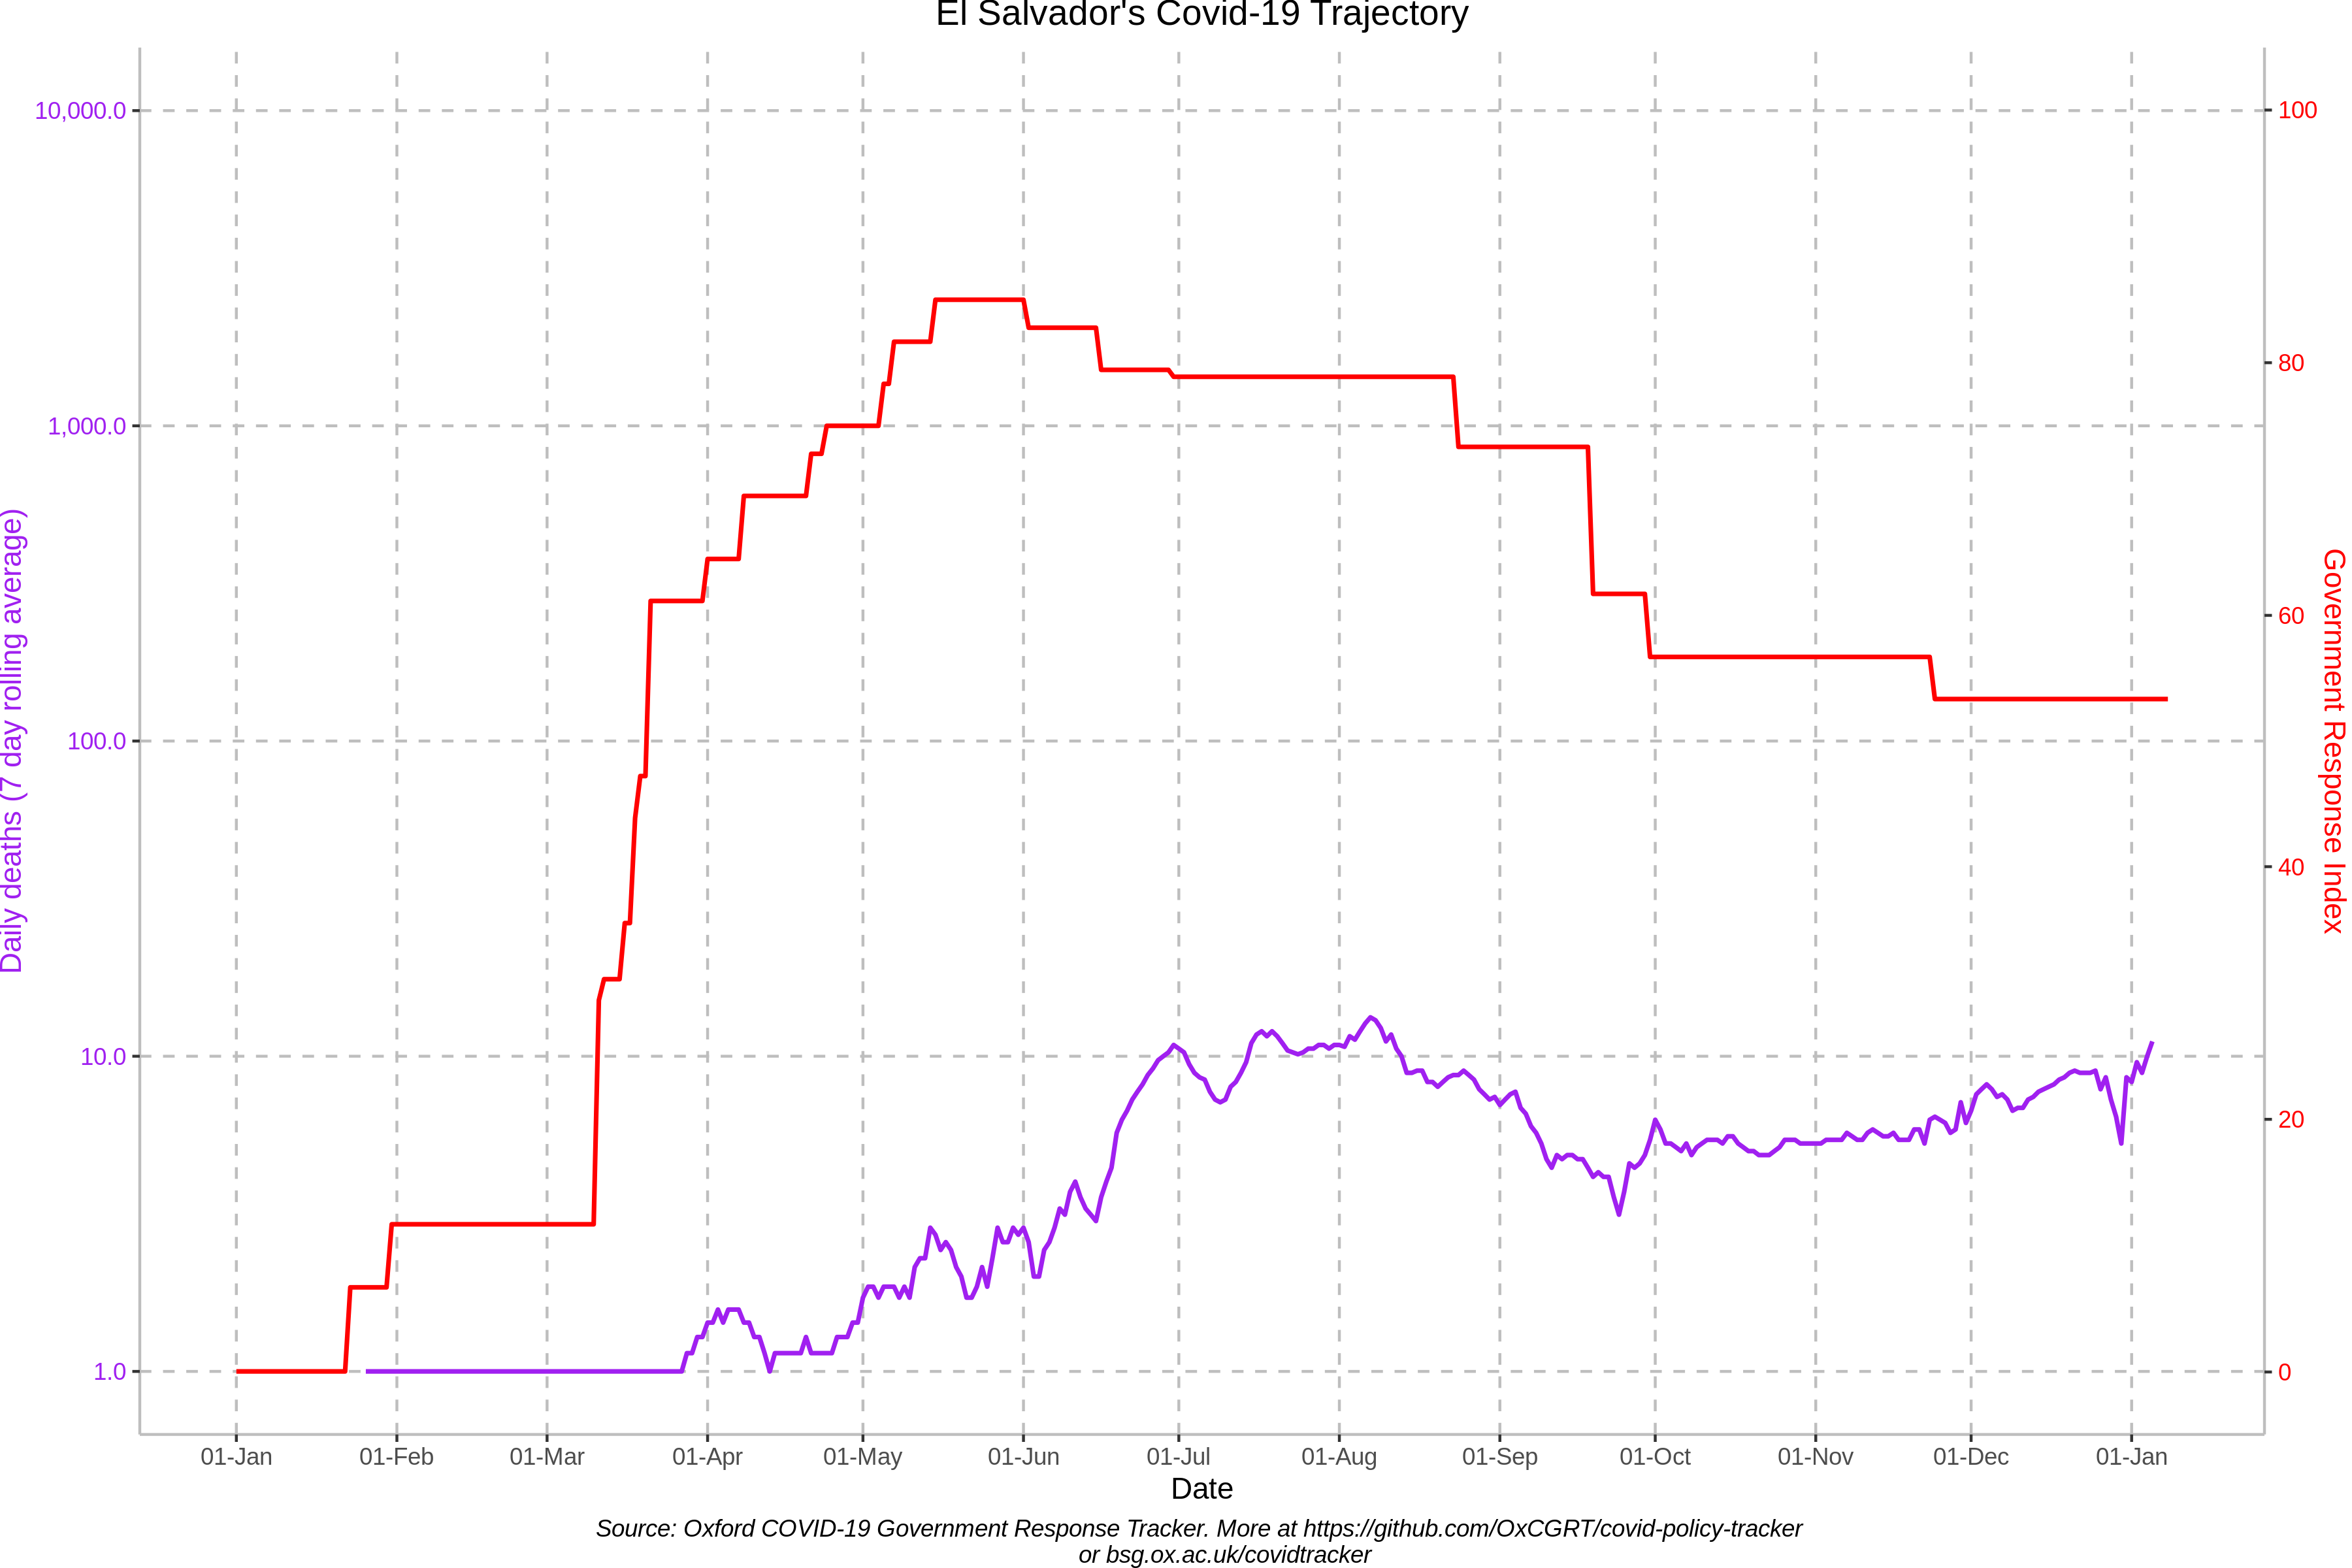 El Salvador's Covid-19 Trajectory
10,000.0
1,000.0
100.0
10.0
1.0
Daily deaths (7 day rolling average)
100
80
60
40
20
0
Government Response Index
01-Jan 01-Feb 01-Mar 01-Apr 01-May 01-Jun 01-Jul 01-Aug 01-Sep 01-Oct 01-Nov 01-Dec 01-Jan
Date
Source: Oxford COVID-19 Government Response Tracker. More at https://github.com/OxCGRT/covid-policy-tracker
or bsg.ox.ac.uk/covidtracker